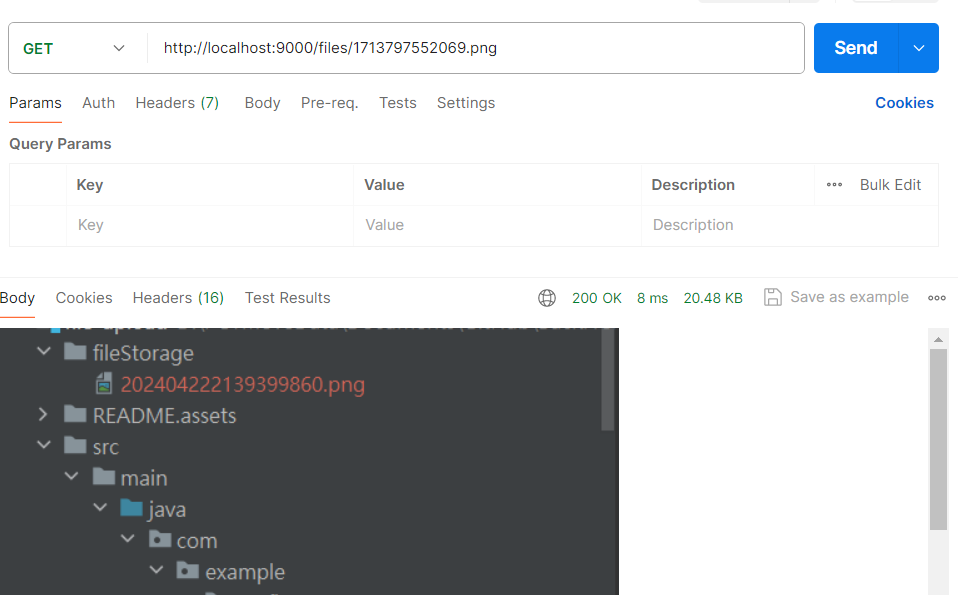 GET http://localhost:9000/files/1713797552069.png Send
Params Auth Headers (7) Body Pre-req. Tests Settings Cookies
Query Params
Key Value Description Bulk Edit
Key Value Description
Body Cookies Headers (16) Test Results 200 OK 8 ms 20.48 KB Save as example
fileStorage
202404222139399860.png
README.assets
src
main
java
com
example